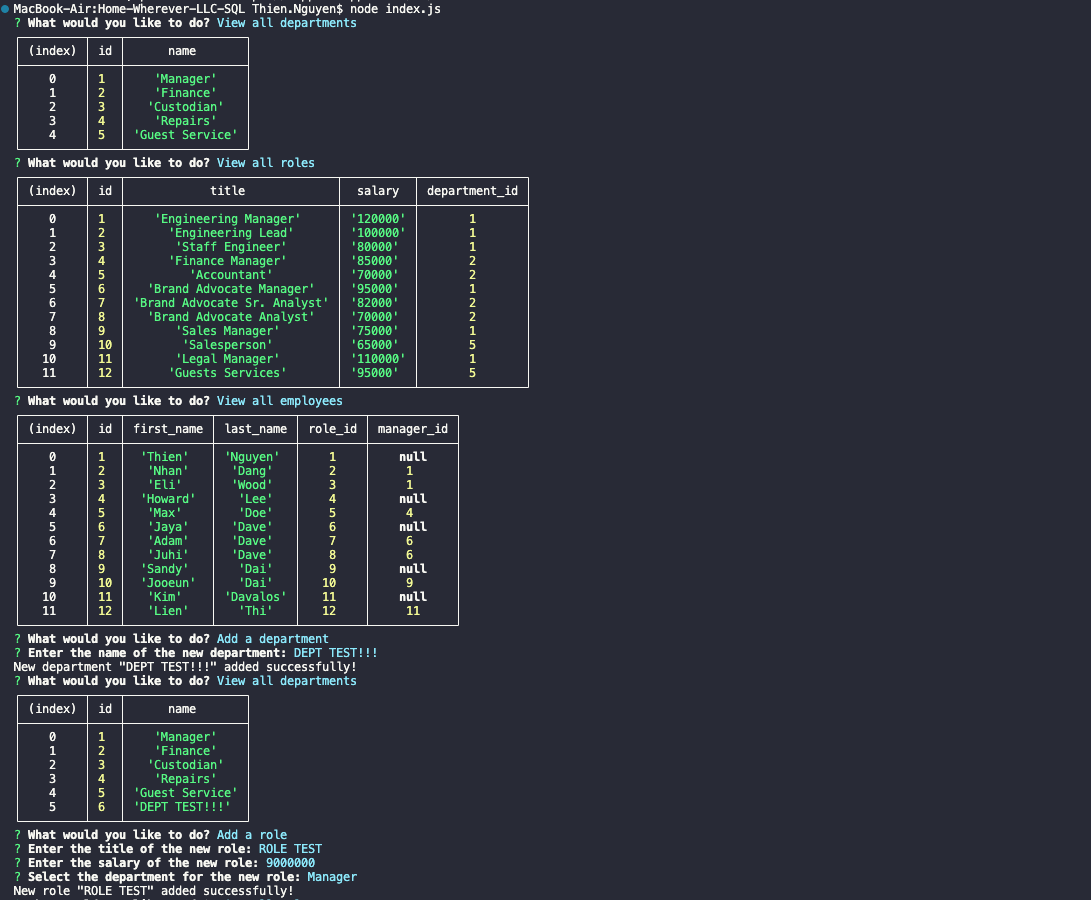 MacBook-Air:Home-Wherever-LLC-SQL Thien.Nguyen$ node index.js
? What would you like to do? View all departments
(index) id name
0 1 'Manager'
1 2 'Finance'
2 3 'Custodian'
3 4 'Repairs'
4 5 'Guest Service'
? What would you like to do? View all roles
(index) id title salary department_id
0 1 'Engineering Manager' '120000' 1
1 2 'Engineering Lead' '100000' 1
2 3 'Staff Engineer' '80000' 1
3 4 'Finance Manager' '85000' 2
4 5 'Accountant' '70000' 2
5 6 'Brand Advocate Manager' '95000' 1
6 7 'Brand Advocate Sr. Analyst' '82000' 2
7 8 'Brand Advocate Analyst' '70000' 2
8 9 'Sales Manager' '75000' 1
9 10 'Salesperson' '65000' 5
10 11 'Legal Manager' '110000' 1
11 12 'Guests Services' '95000' 5
? What would you like to do? View all employees
(index) id first_name last_name role_id manager_id
0 1 'Thien' 'Nguyen' 1 null
1 2 'Nhan' 'Dang' 2 1
2 3 'Eli' 'Wood' 3 1
3 4 'Howard' 'Lee' 4 null
4 5 'Max' 'Doe' 5 4
5 6 'Jaya' 'Dave' 6 null
6 7 'Adam' 'Dave' 7 6
7 8 'Juhi' 'Dave' 8 6
8 9 'Sandy' 'Dai' 9 null
9 10 'Jooeun' 'Dai' 10 9
10 11 'Kim' 'Davalos' 11 null
11 12 'Lien' 'Thi' 12 11
? What would you like to do? Add a department
? Enter the name of the new department: DEPT TEST!!!
New department "DEPT TEST!!!" added successfully!
? What would you like to do? View all departments
(index) id name
0 1 'Manager'
1 2 'Finance'
2 3 'Custodian'
3 4 'Repairs'
4 5 'Guest Service'
5 6 'DEPT TEST!!!'
? What would you like to do? Add a role
? Enter the title of the new role: ROLE TEST
? Enter the salary of the new role: 9000000
? Select the department for the new role: Manager
New role "ROLE TEST" added successfully!